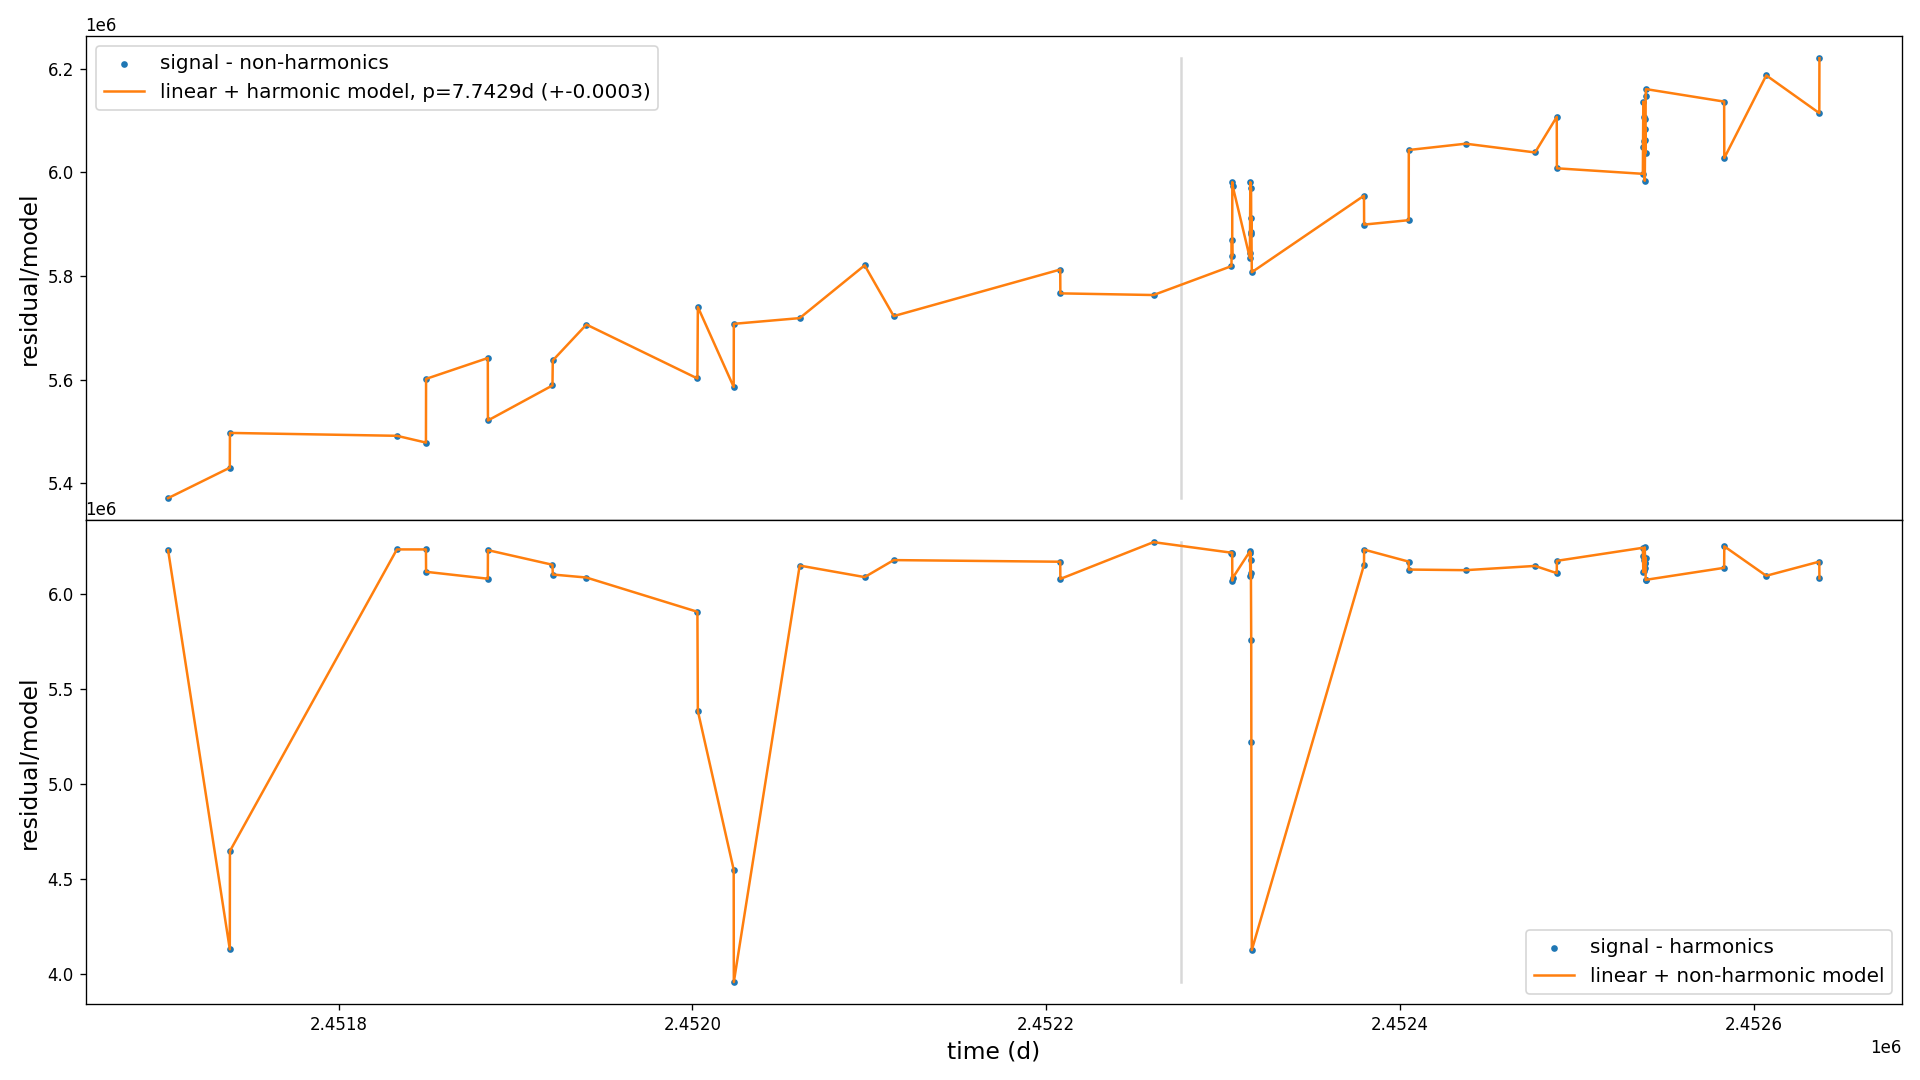 1e6
signal - non-harmonics
linear + harmonic model, p=7.7429d (+-0.0003)
6.2
6.0
5.8
5.6
5.4
residual/model
1e6
6.0
5.5
5.0
4.5
4.0
residual/model
signal - harmonics
linear + non-harmonic model
2.4518
2.4520
2.4522
2.4524
2.4526
time (d)
1e6